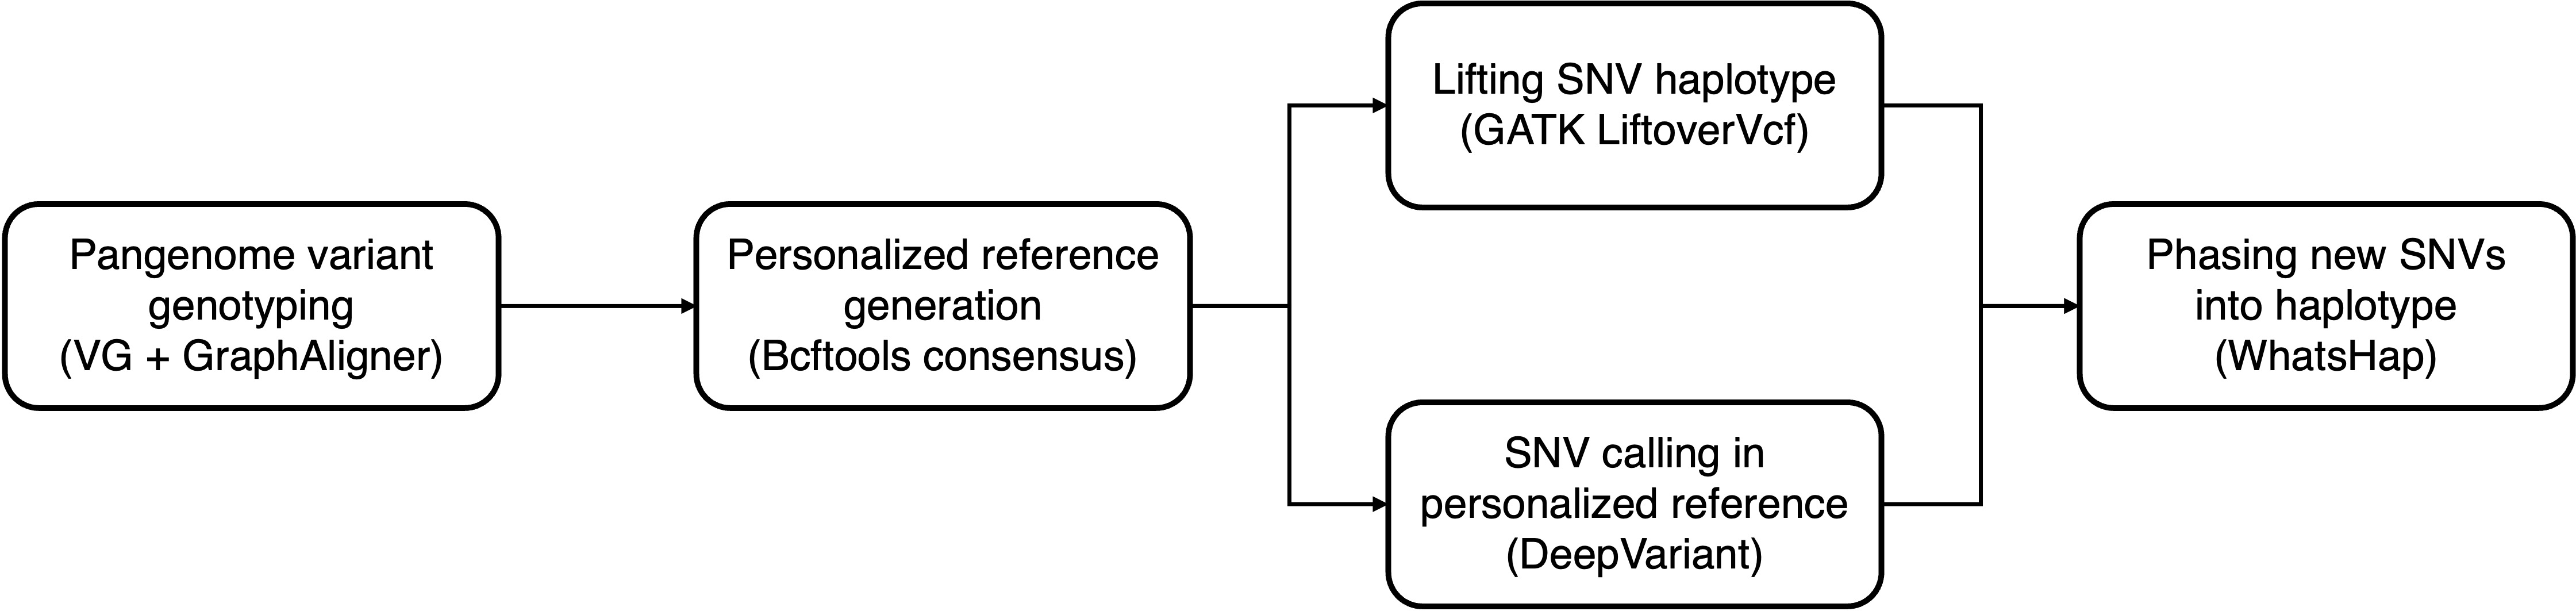 Pangenome variant
genotyping
(VG + GraphAligner)
Personalized reference
generation
(Bcftools consensus)
Lifting SNV haplotype
(GATK LiftoverVcf)
SNV calling in
personalized reference
(DeepVariant)
Phasing new SNVs
into haplotype
(WhatsHap)